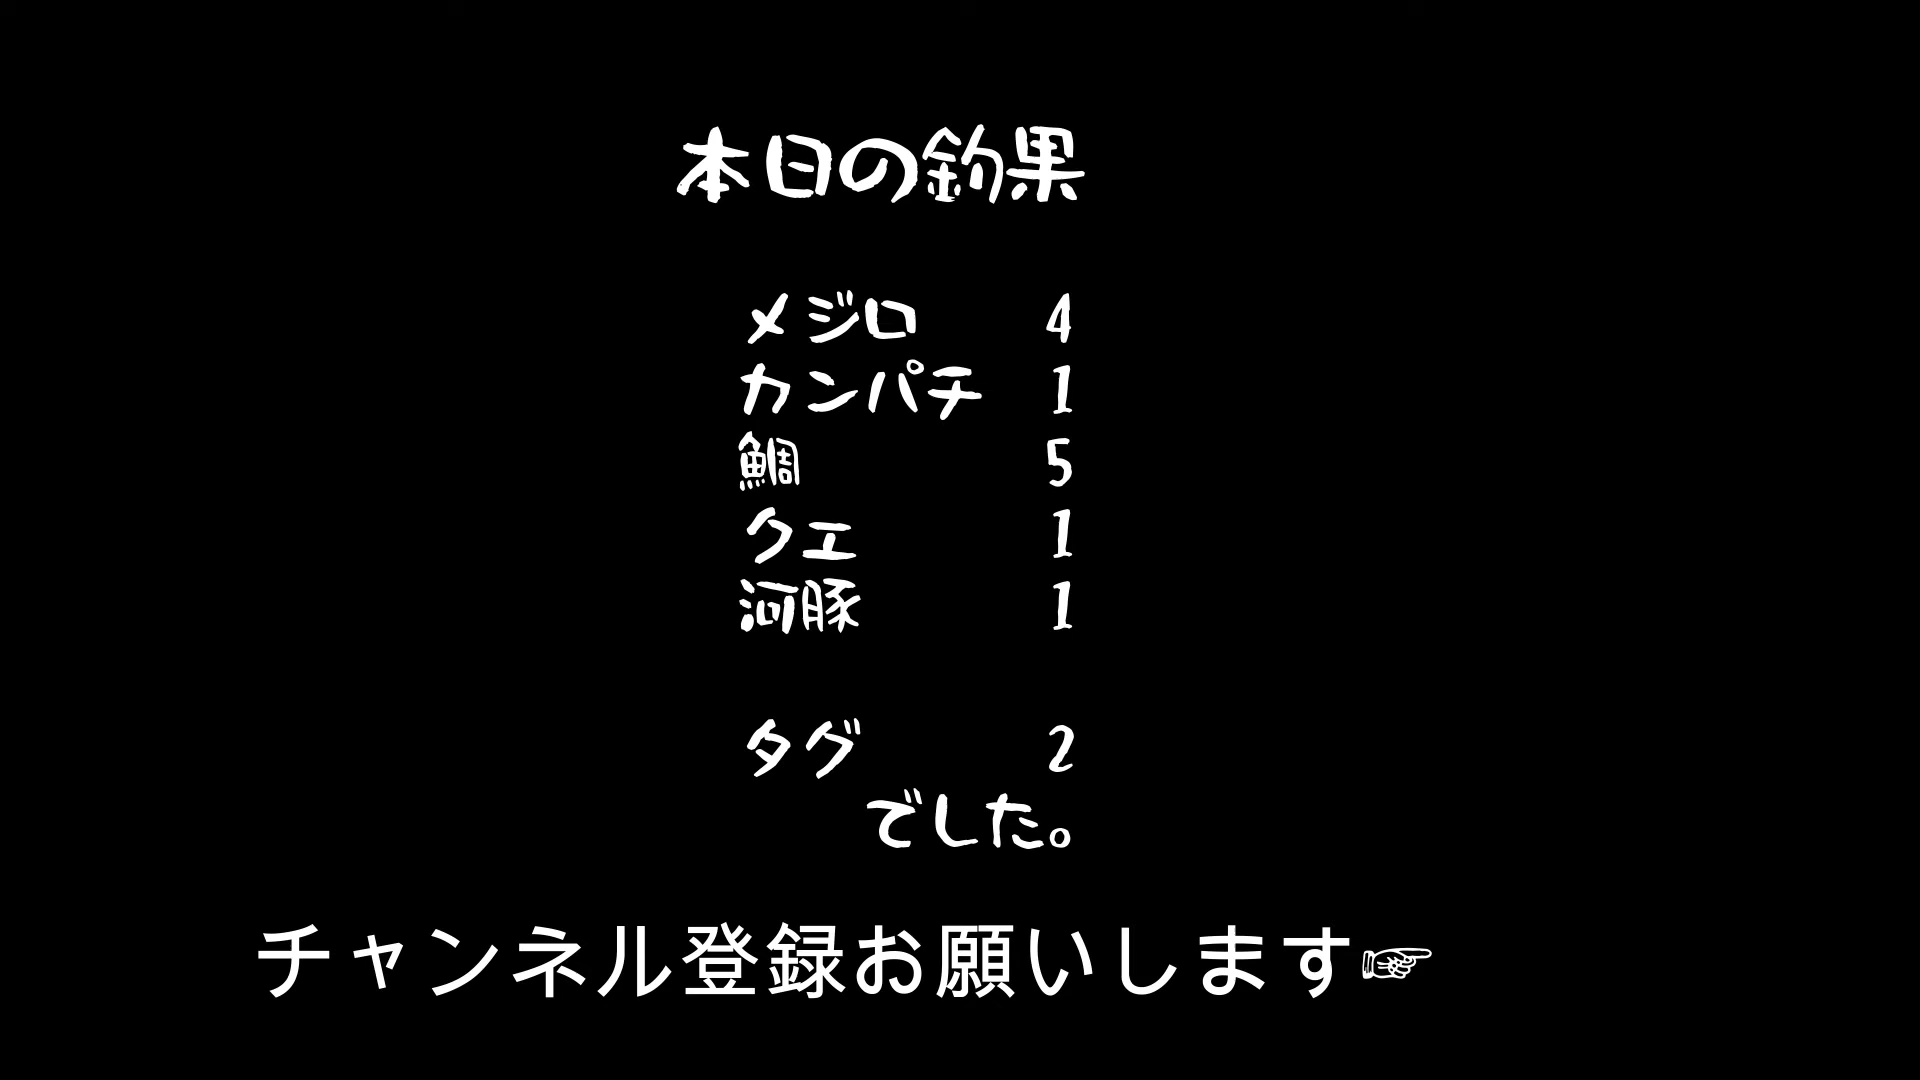 本日の釣果
メジロ 4
カンパチ 1
鯛 5
クエ 1
河豚 1
タグ 2
でした。
チャンネル登録お願いします☞